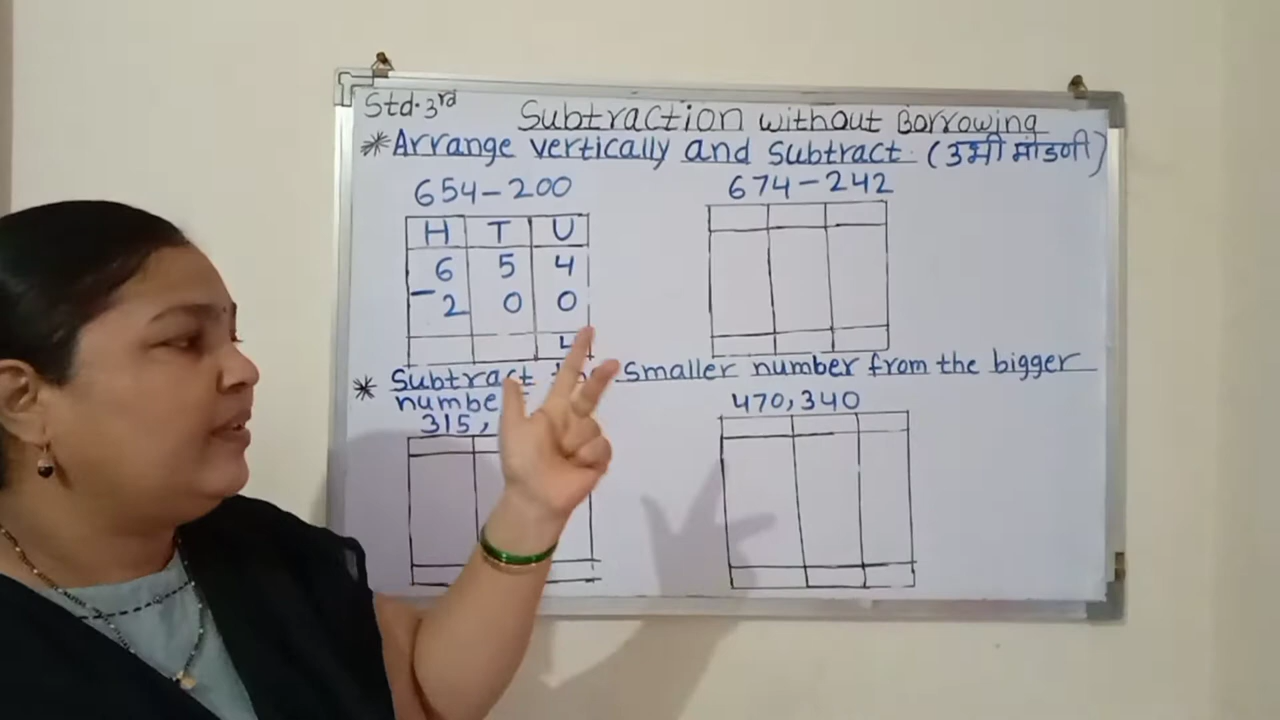 Std. 3rd Subtraction without Borrowing
* Arrange vertically and Subtract. (उभी मांडणी)
654-200 674-242
H T U
6 5 4
- 2 0 0
4
* Subtract smaller number from the bigger
number
315, 470,340